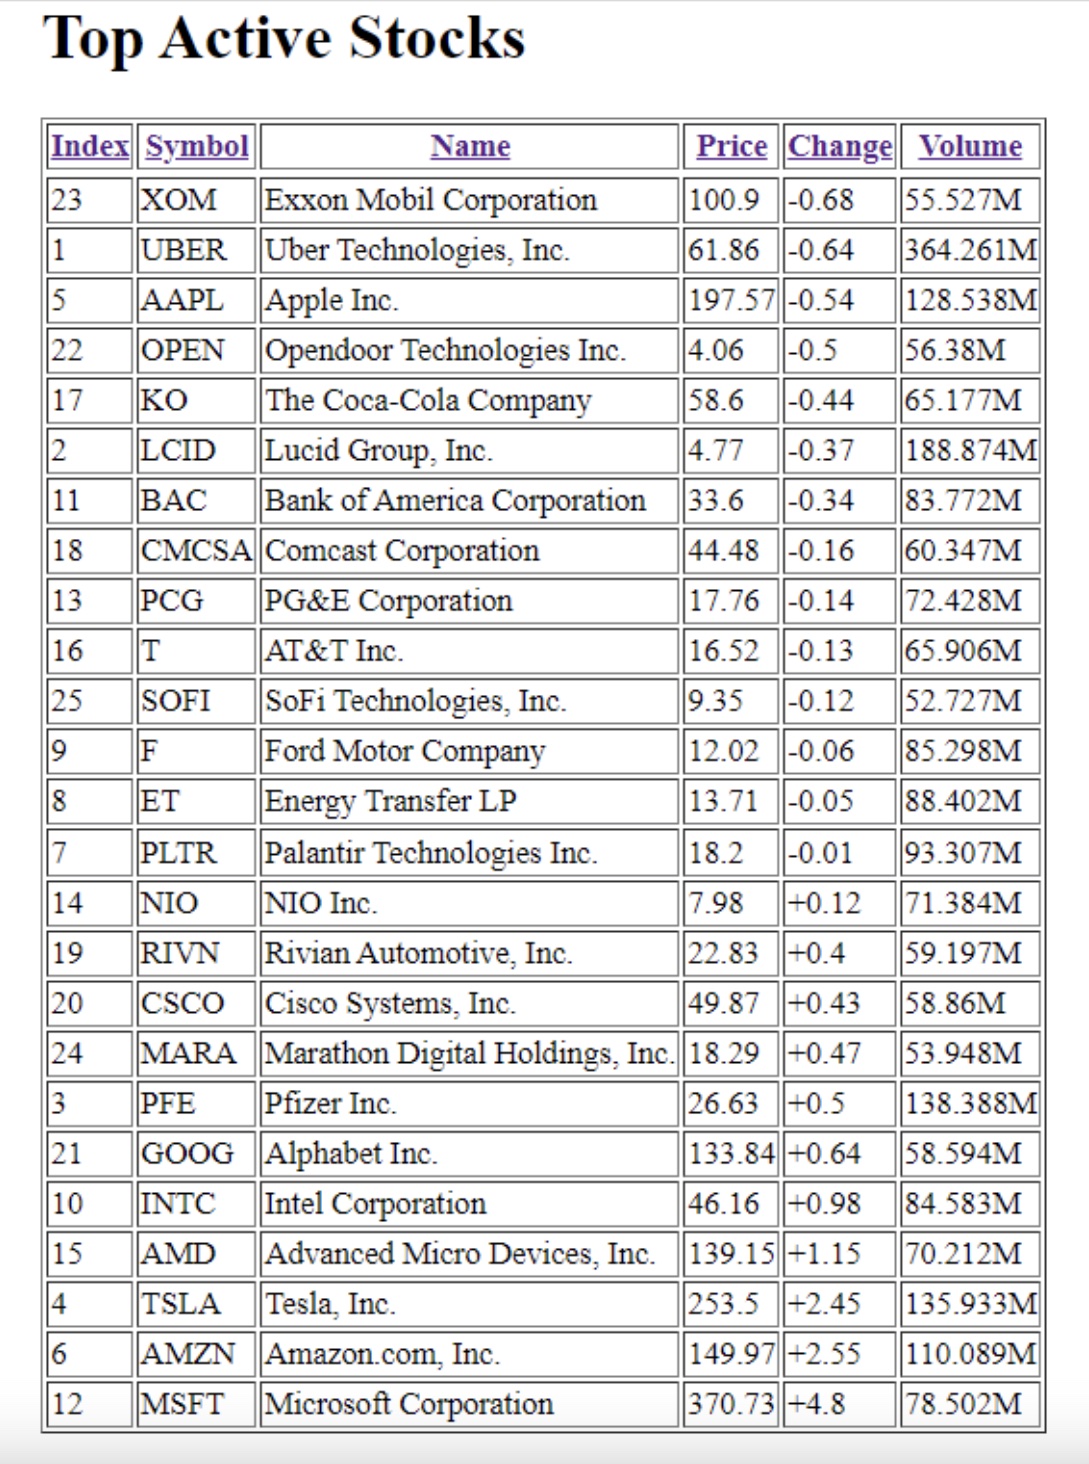 Top Active Stocks
Index Symbol Name Price Change Volume
23 XOM Exxon Mobil Corporation 100.9 -0.68 55.527M
1 UBER Uber Technologies, Inc. 61.86 -0.64 364.261M
5 AAPL Apple Inc. 197.57 -0.54 128.538M
22 OPEN Opendoor Technologies Inc. 4.06 -0.5 56.38M
17 KO The Coca-Cola Company 58.6 -0.44 65.177M
2 LCID Lucid Group, Inc. 4.77 -0.37 188.874M
11 BAC Bank of America Corporation 33.6 -0.34 83.772M
18 CMCSA Comcast Corporation 44.48 -0.16 60.347M
13 PCG PG&E Corporation 17.76 -0.14 72.428M
16 T AT&T Inc. 16.52 -0.13 65.906M
25 SOFI SoFi Technologies, Inc. 9.35 -0.12 52.727M
9 F Ford Motor Company 12.02 -0.06 85.298M
8 ET Energy Transfer LP 13.71 -0.05 88.402M
7 PLTR Palantir Technologies Inc. 18.2 -0.01 93.307M
14 NIO NIO Inc. 7.98 +0.12 71.384M
19 RIVN Rivian Automotive, Inc. 22.83 +0.4 59.197M
20 CSCO Cisco Systems, Inc. 49.87 +0.43 58.86M
24 MARA Marathon Digital Holdings, Inc. 18.29 +0.47 53.948M
3 PFE Pfizer Inc. 26.63 +0.5 138.388M
21 GOOG Alphabet Inc. 133.84 +0.64 58.594M
10 INTC Intel Corporation 46.16 +0.98 84.583M
15 AMD Advanced Micro Devices, Inc. 139.15 +1.15 70.212M
4 TSLA Tesla, Inc. 253.5 +2.45 135.933M
6 AMZN Amazon.com, Inc. 149.97 +2.55 110.089M
12 MSFT Microsoft Corporation 370.73 +4.8 78.502M